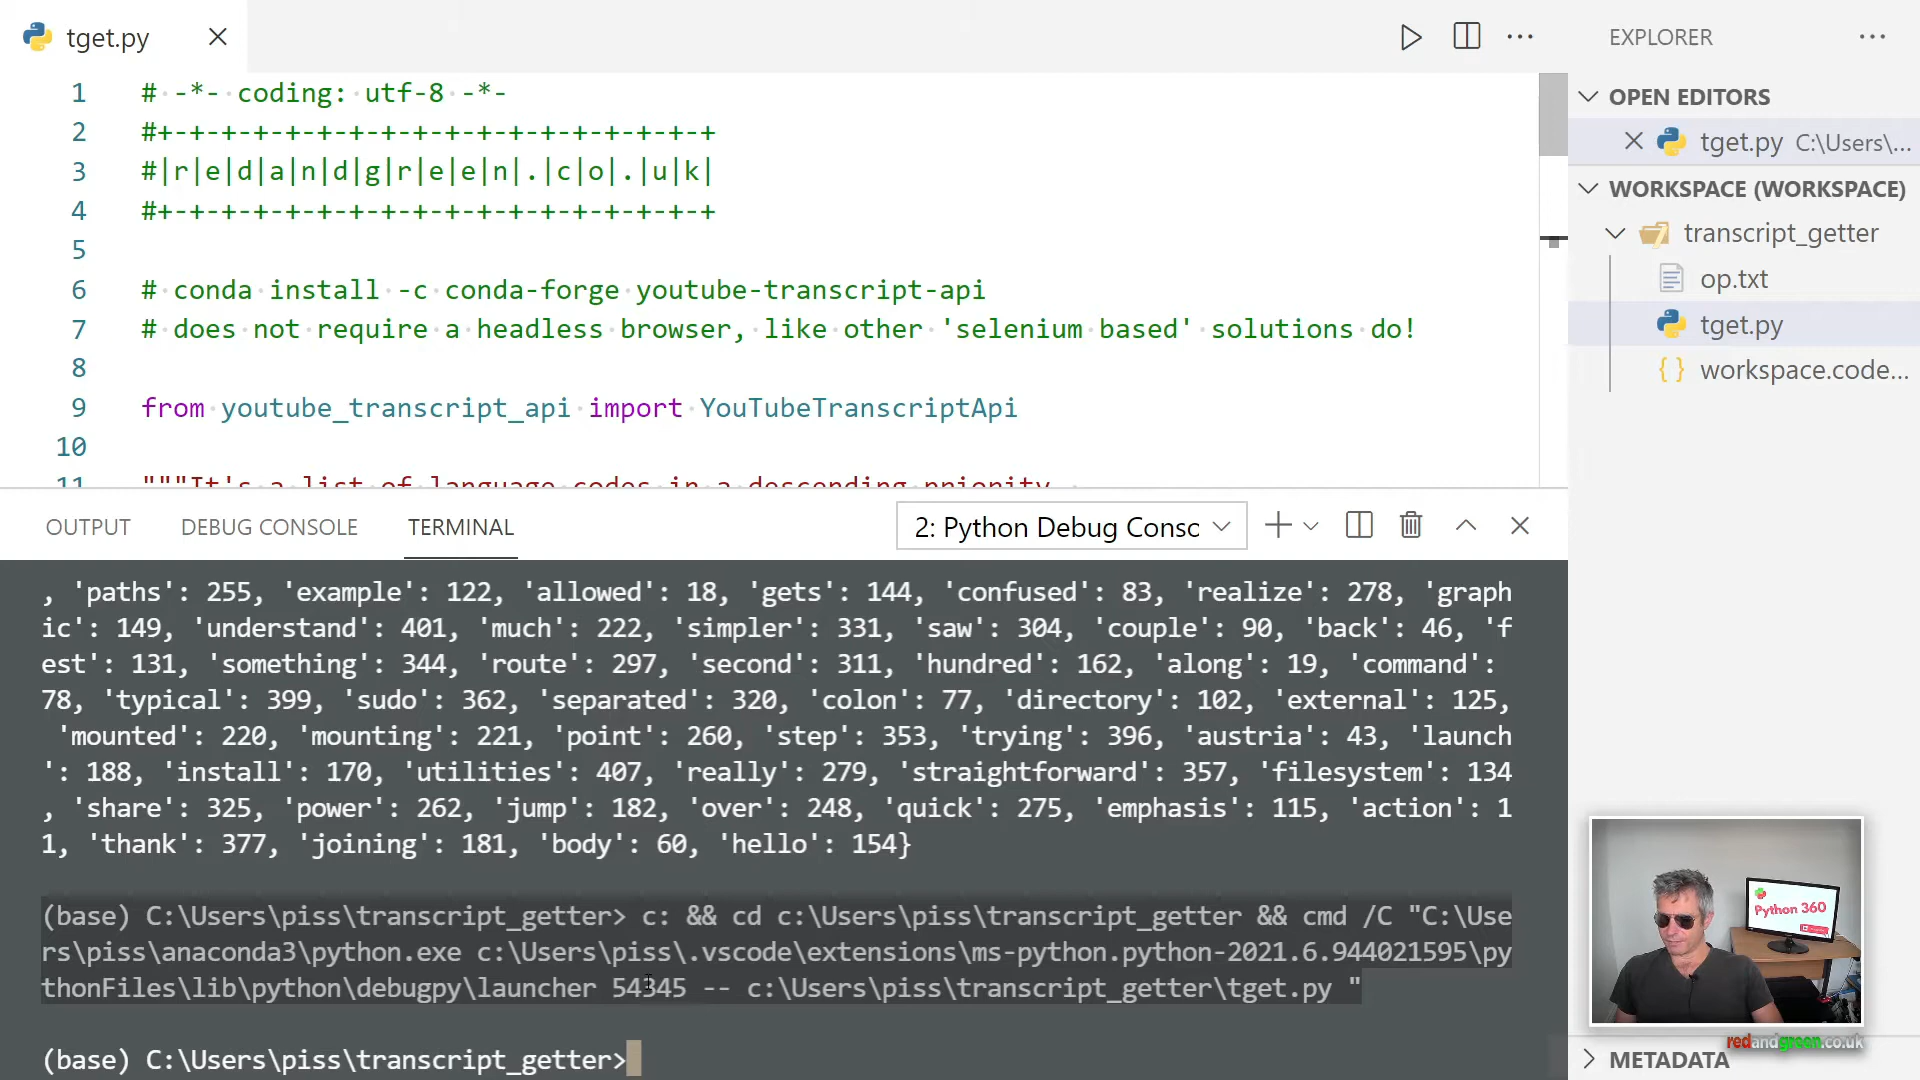 tget.py
EXPLORER
1 # -*- coding: utf-8 -*-
2 #+-+-+-+-+-+-+-+-+-+-+-+-+-+-+-+-+-+
3 #|r|e|d|a|n|d|g|r|e|e|n|.|c|o|.|u|k|
4 #+-+-+-+-+-+-+-+-+-+-+-+-+-+-+-+-+-+
5
6 # conda install -c conda-forge youtube-transcript-api
7 # does not require a headless browser, like other 'selenium based' solutions do!
8
9 from youtube_transcript_api import YouTubeTranscriptApi
10
11 """It's a list of language codes in a descending priority.
OPEN EDITORS
tget.py C:\Users\...
WORKSPACE (WORKSPACE)
transcript_getter
op.txt
tget.py
{ } workspace.code...
OUTPUT DEBUG CONSOLE TERMINAL
2: Python Debug Conso
, 'paths': 255, 'example': 122, 'allowed': 18, 'gets': 144, 'confused': 83, 'realize': 278, 'graph
ic': 149, 'understand': 401, 'much': 222, 'simpler': 331, 'saw': 304, 'couple': 90, 'back': 46, 'f
est': 131, 'something': 344, 'route': 297, 'second': 311, 'hundred': 162, 'along': 19, 'command':
78, 'typical': 399, 'sudo': 362, 'separated': 320, 'colon': 77, 'directory': 102, 'external': 125,
'mounted': 220, 'mounting': 221, 'point': 260, 'step': 353, 'trying': 396, 'austria': 43, 'launch
': 188, 'install': 170, 'utilities': 407, 'really': 279, 'straightforward': 357, 'filesystem': 134
, 'share': 325, 'power': 262, 'jump': 182, 'over': 248, 'quick': 275, 'emphasis': 115, 'action': 1
1, 'thank': 377, 'joining': 181, 'body': 60, 'hello': 154}
(base) C:\Users\piss\transcript_getter> c: && cd c:\Users\piss\transcript_getter && cmd /C "C:\Use
rs\piss\anaconda3\python.exe c:\Users\piss\.vscode\extensions\ms-python.python-2021.6.944021595\py
thonFiles\lib\python\debugpy\launcher 54345 -- c:\Users\piss\transcript_getter\tget.py "
(base) C:\Users\piss\transcript_getter>
Python 360
redandgreen.co.uk
METADATA